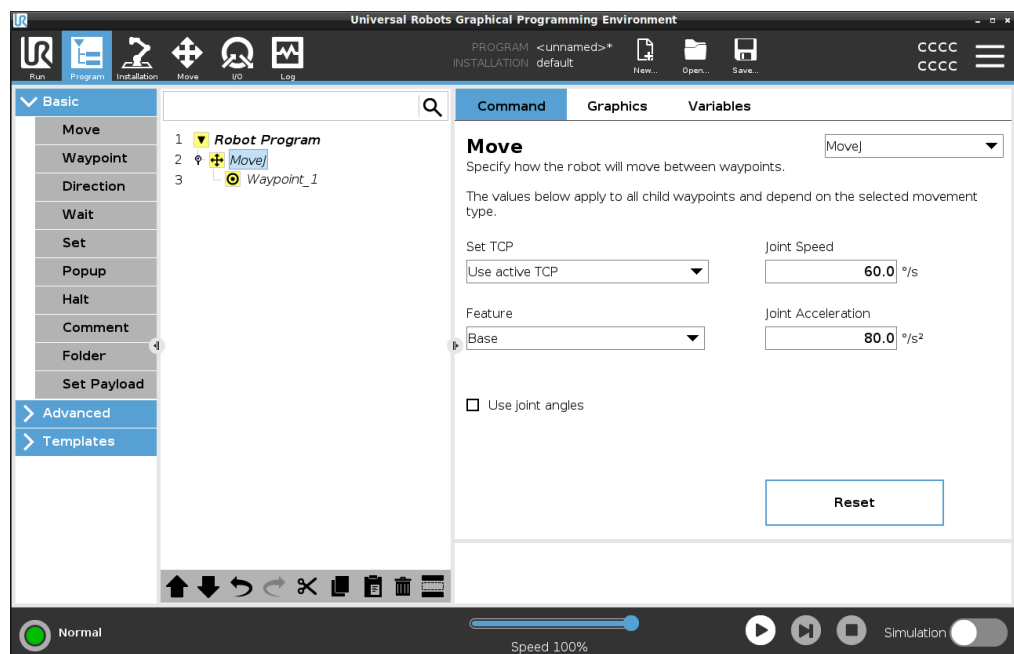 Universal Robots Graphical Programming Environment
UR
Run
Program
Installation
Move
I/O
Log
PROGRAM <unnamed>*
INSTALLATION default
New...
Open...
Save...
CCCC
CCCC
Basic
Move
Waypoint
Direction
Wait
Set
Popup
Halt
Comment
Folder
Set Payload
Advanced
Templates
1 Robot Program
2 MoveJ
3 Waypoint_1
Command Graphics Variables
Move
MoveJ
Specify how the robot will move between waypoints.
The values below apply to all child waypoints and depend on the selected movement
type.
Set TCP
Joint Speed
Use active TCP
60.0 °/s
Feature
Joint Acceleration
Base
80.0 °/s²
Use joint angles
Reset
Normal
Speed 100%
Simulation